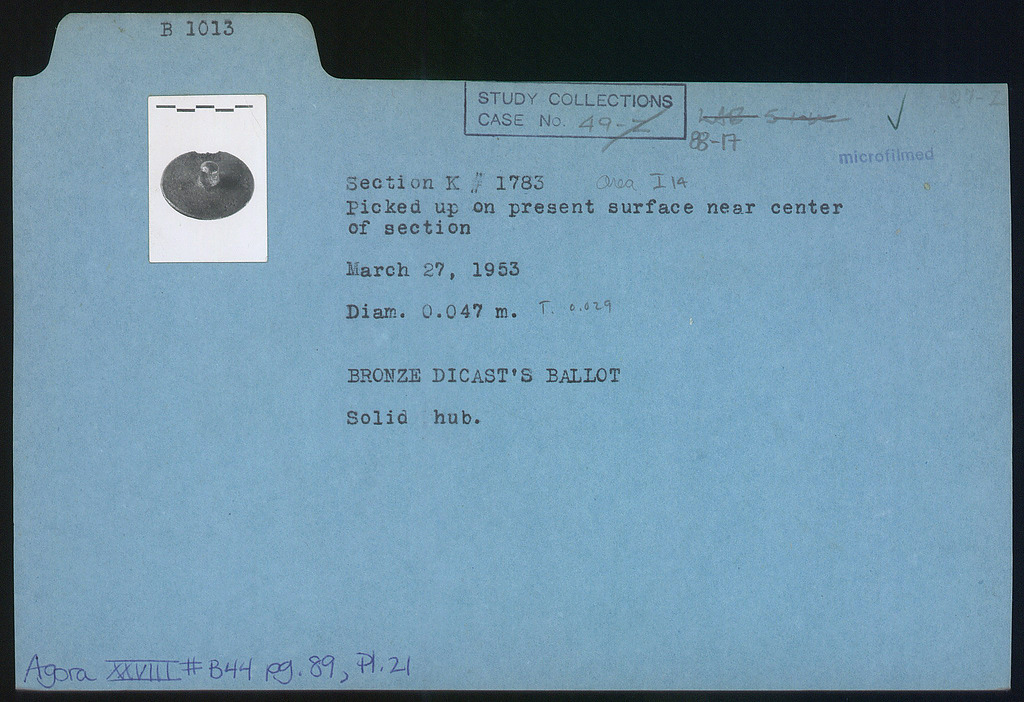 B 1013
STUDY COLLECTIONS
CASE No. 49-Z
88-17
microfilmed
Section K # 1783 Area I 14
Picked up on present surface near center
of section
March 27, 1953
Diam. 0.047 m. T. 0.029
BRONZE DICAST'S BALLOT
Solid hub.
Agora XXVIII # B44 pg. 89, Pl. 21